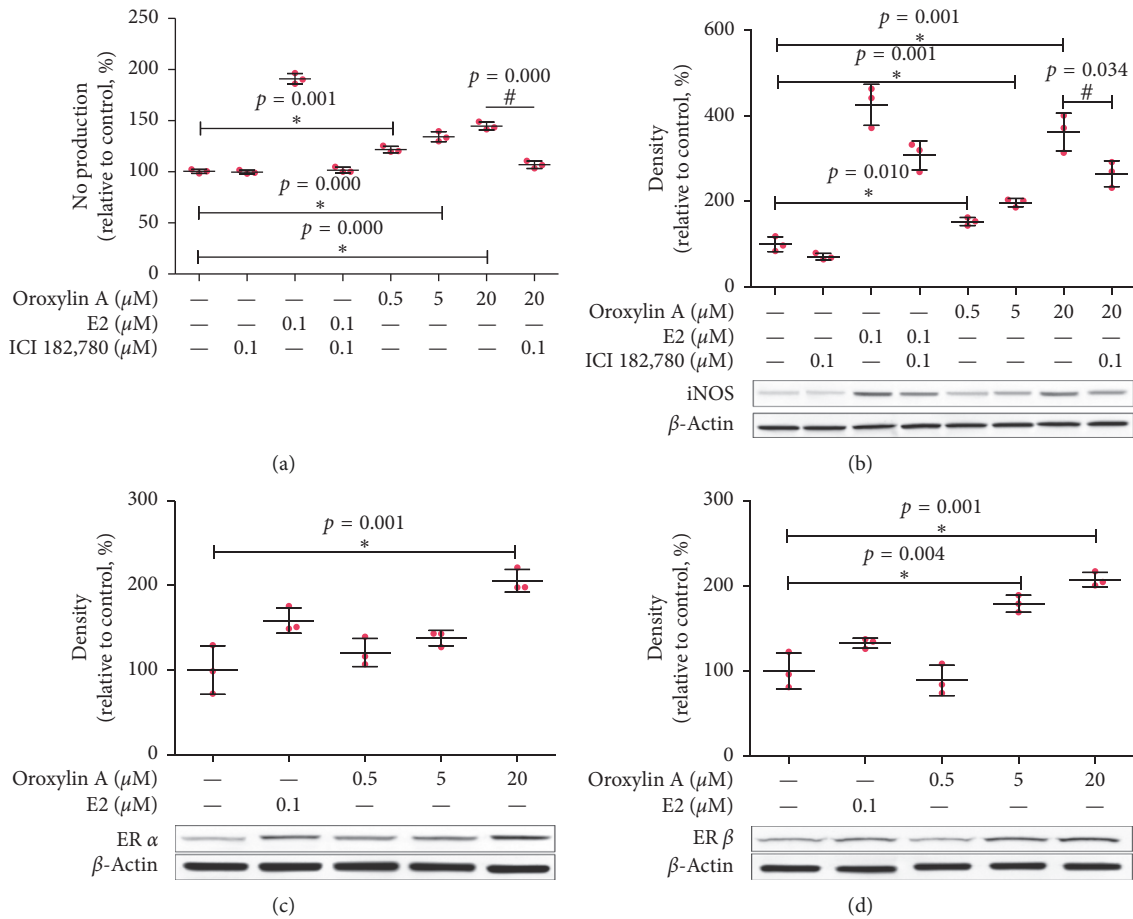 250
200
150
100
50
0
No production
(relative to control, %)
p = 0.001
*
p = 0.000
#
p = 0.000
*
p = 0.000
*
Oroxylin A (μM) — — — — 0.5 5 20 20
E2 (μM) — — 0.1 0.1 — — — —
ICI 182,780 (μM) — 0.1 — 0.1 — — — 0.1
(a)
600
400
200
0
Density
(relative to control, %)
p = 0.001
*
p = 0.001
*
p = 0.034
#
p = 0.010
*
Oroxylin A (μM) — — — — 0.5 5 20 20
E2 (μM) — — 0.1 0.1 — — — —
ICI 182,780 (μM) — 0.1 — 0.1 — — — 0.1
iNOS
β-Actin
(b)
300
200
100
0
Density
(relative to control, %)
p = 0.001
*
Oroxylin A (μM) — — 0.5 5 20
E2 (μM) — 0.1 — — —
ER α
β-Actin
(c)
300
200
100
0
Density
(relative to control, %)
p = 0.001
*
p = 0.004
*
Oroxylin A (μM) — — 0.5 5 20
E2 (μM) — 0.1 — — —
ER β
β-Actin
(d)